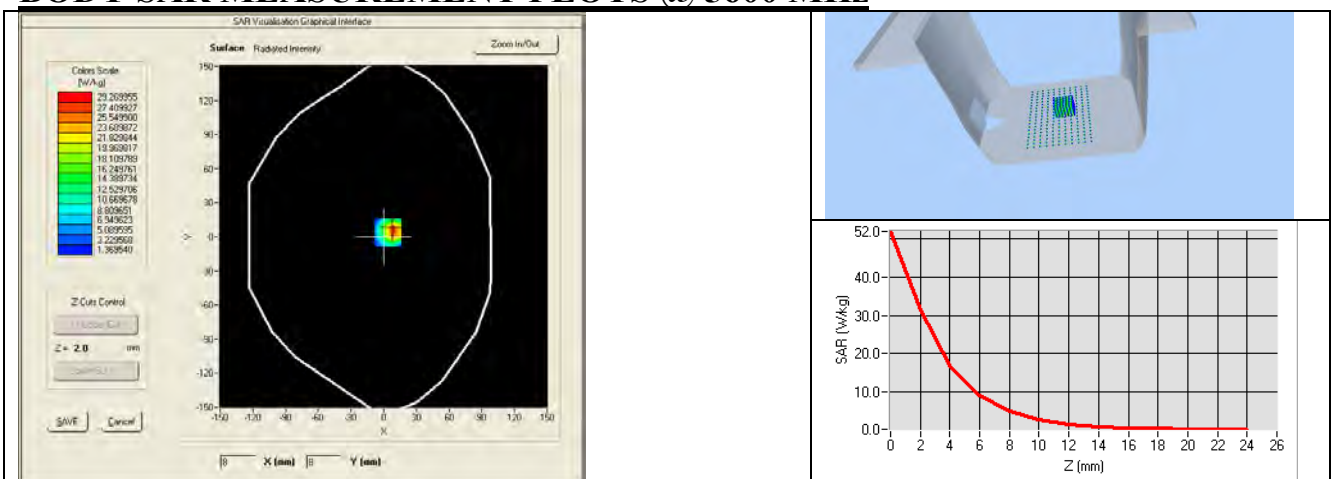 BODY SAR MEASUREMENT PLOTS @ 5600 MHz
SAR Visualisation Graphical Interface
Surface Radiated Intensity
Zoom In/Out
Colors Scale
(W/kg)
29.269955
27.409927
25.549900
23.689872
21.829844
19.969817
18.109789
16.249761
14.389734
12.529706
10.669678
8.809651
6.949623
5.089595
3.229568
1.369540
Z Cuts Control
Z = 2.0 mm
SAVE Cancel
150
120
90
60
30
0
-30
-60
-90
-120
-150
Y
-150 -120 -90 -60 -30 0 30 60 90 120 150
X
8 X (mm) 8 Y (mm)
52.0
40.0
30.0
20.0
10.0
0.0
SAR (W/kg)
0 2 4 6 8 10 12 14 16 18 20 22 24 26
Z (mm)